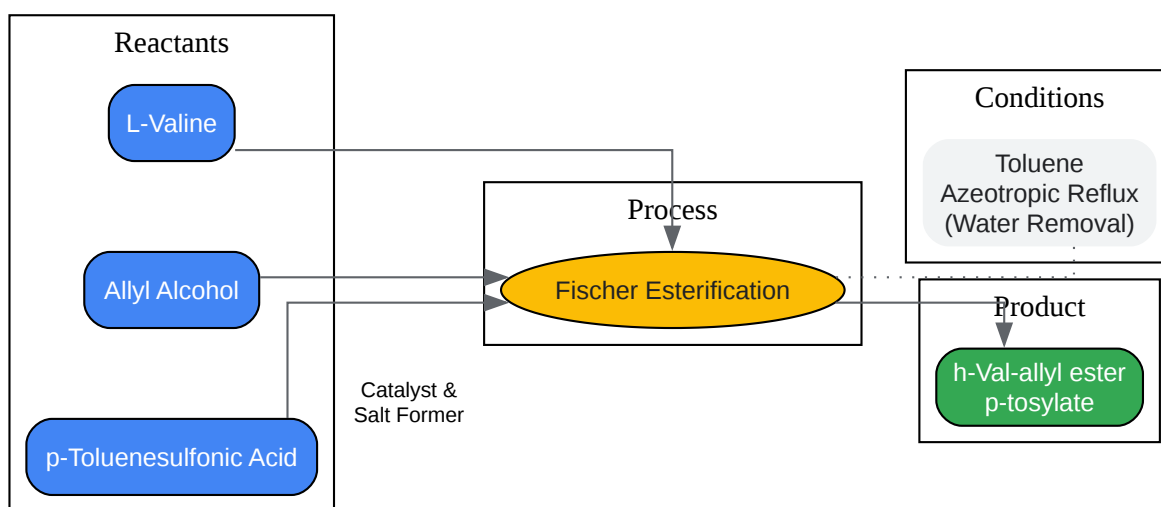 Reactants
L-Valine
Allyl Alcohol
p-Toluenesulfonic Acid
Catalyst &
Salt Former
Process
Fischer Esterification
Conditions
Toluene
Azeotropic Reflux
(Water Removal)
Product
h-Val-allyl ester
p-tosylate